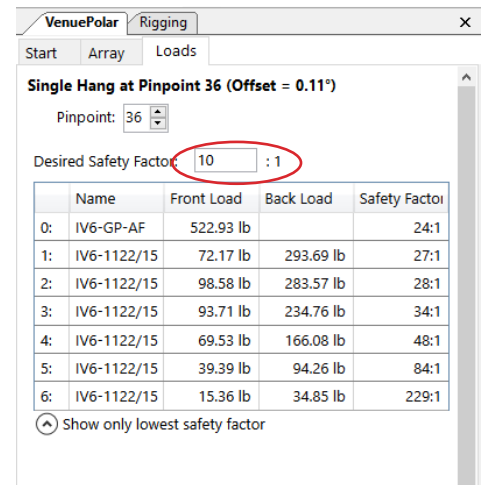 VenuePolar Rigging
Start Array Loads
Single Hang at Pinpoint 36 (Offset = 0.11°)
Pinpoint: 36
Desired Safety Factor: 10 : 1
Name Front Load Back Load Safety Factor
0: IV6-GP-AF 522.93 lb 24:1
1: IV6-1122/15 72.17 lb 293.69 lb 27:1
2: IV6-1122/15 98.58 lb 283.57 lb 28:1
3: IV6-1122/15 93.71 lb 234.76 lb 34:1
4: IV6-1122/15 69.53 lb 166.08 lb 48:1
5: IV6-1122/15 39.39 lb 94.26 lb 84:1
6: IV6-1122/15 15.36 lb 34.85 lb 229:1
Show only lowest safety factor